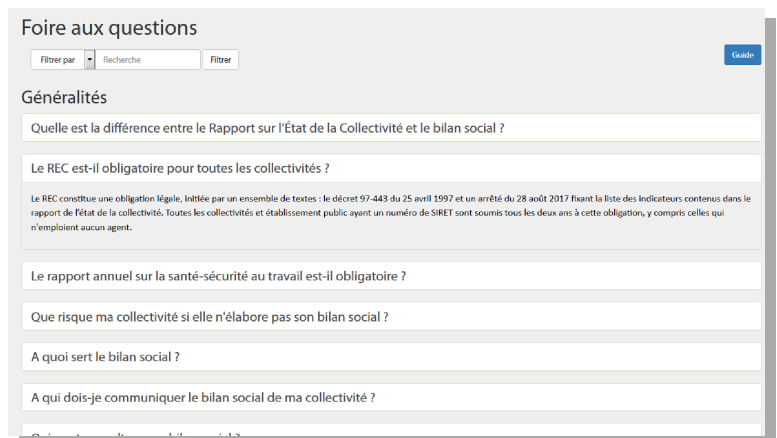 Foire aux questions
Filtrer par Recherche Filtrer Guide
Généralités
Quelle est la différence entre le Rapport sur l'État de la Collectivité et le bilan social ?
Le REC est-il obligatoire pour toutes les collectivités ?
Le REC constitue une obligation légale, initiée par un ensemble de textes : le décret 97-443 du 25 avril 1997 et un arrêté du 28 août 2017 fixant la liste des indicateurs contenus dans le
rapport de l'état de la collectivité. Toutes les collectivités et établissement public ayant un numéro de SIRET sont soumis tous les deux ans à cette obligation, y compris celles qui
n'emploient aucun agent.
Le rapport annuel sur la santé-sécurité au travail est-il obligatoire ?
Que risque ma collectivité si elle n'élabore pas son bilan social ?
A quoi sert le bilan social ?
A qui dois-je communiquer le bilan social de ma collectivité ?